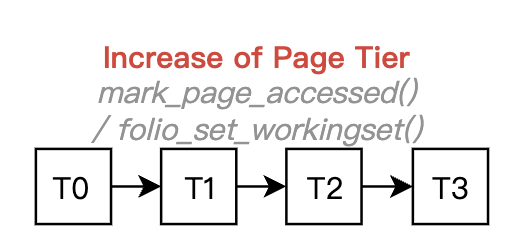 Increase of Page Tier
mark_page_accessed()
/ folio_set_workingset()
T0 T1 T2 T3